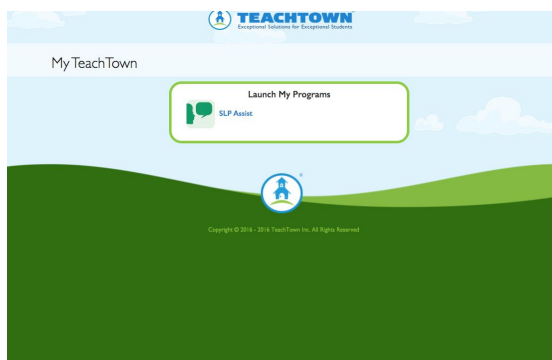 TEACHTOWN
Exceptional Solutions for Exceptional Students
My TeachTown
Launch My Programs
SLP Assist
Copyright © 2016 - 2016 TeachTown Inc. All Rights Reserved